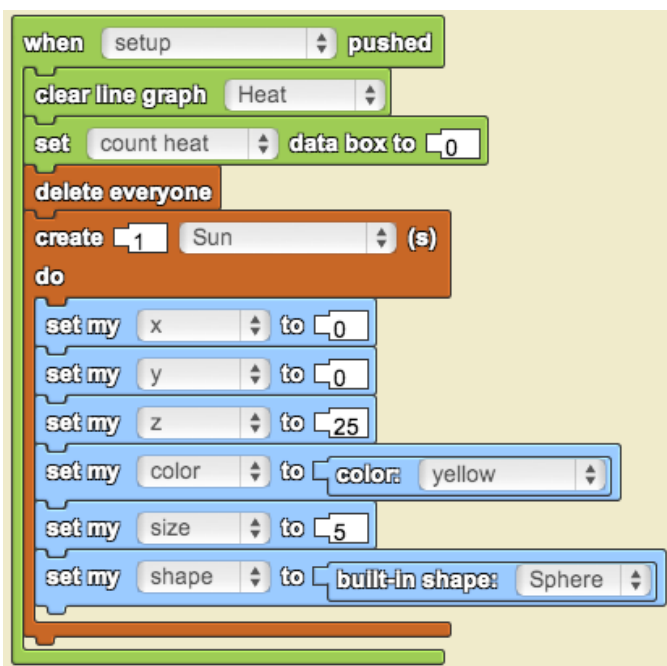 when setup pushed
clear line graph Heat
set count heat data box to 0
delete everyone
create 1 Sun (s)
do
set my x to 0
set my y to 0
set my z to 25
set my color to color: yellow
set my size to 5
set my shape to built-in shape: Sphere